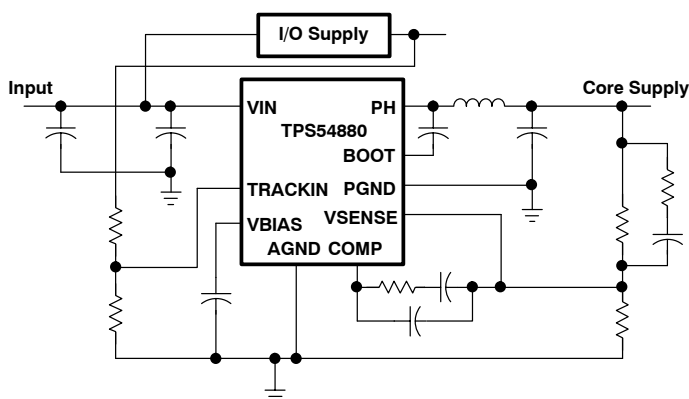 I/O Supply
Input
Core Supply
VIN
PH
TPS54880
BOOT
TRACKIN
PGND
VSENSE
VBIAS
AGND COMP